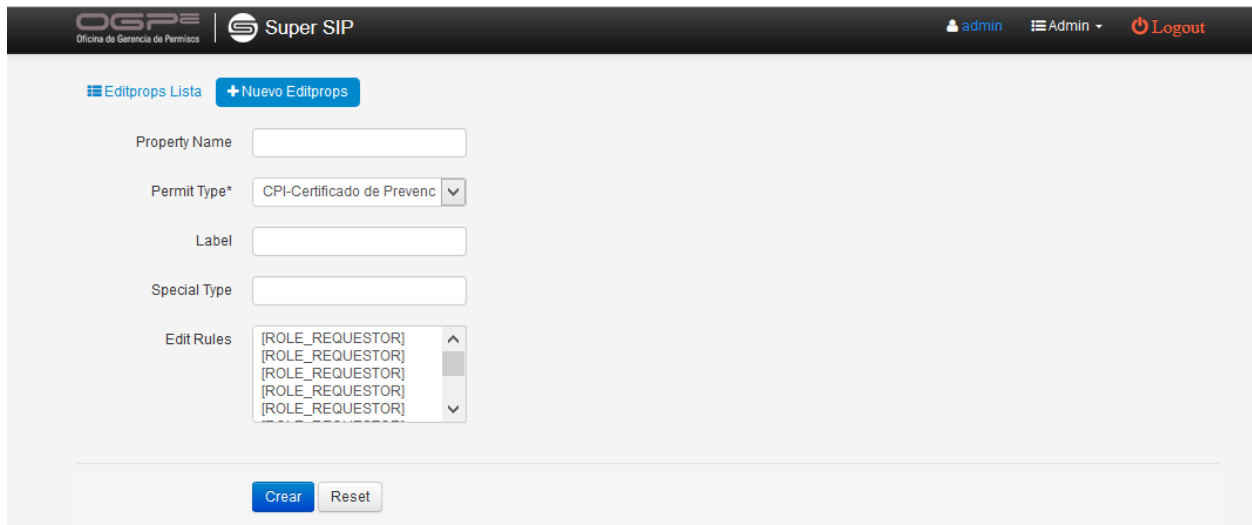 OGPe
Oficina de Gerencia de Permisos
Super SIP
admin
Admin
Logout
Editprops Lista
Nuevo Editprops
Property Name
Permit Type*
CPI-Certificado de Prevenc
Label
Special Type
Edit Rules
[ROLE_REQUESTOR]
[ROLE_REQUESTOR]
[ROLE_REQUESTOR]
[ROLE_REQUESTOR]
[ROLE_REQUESTOR]
Crear
Reset